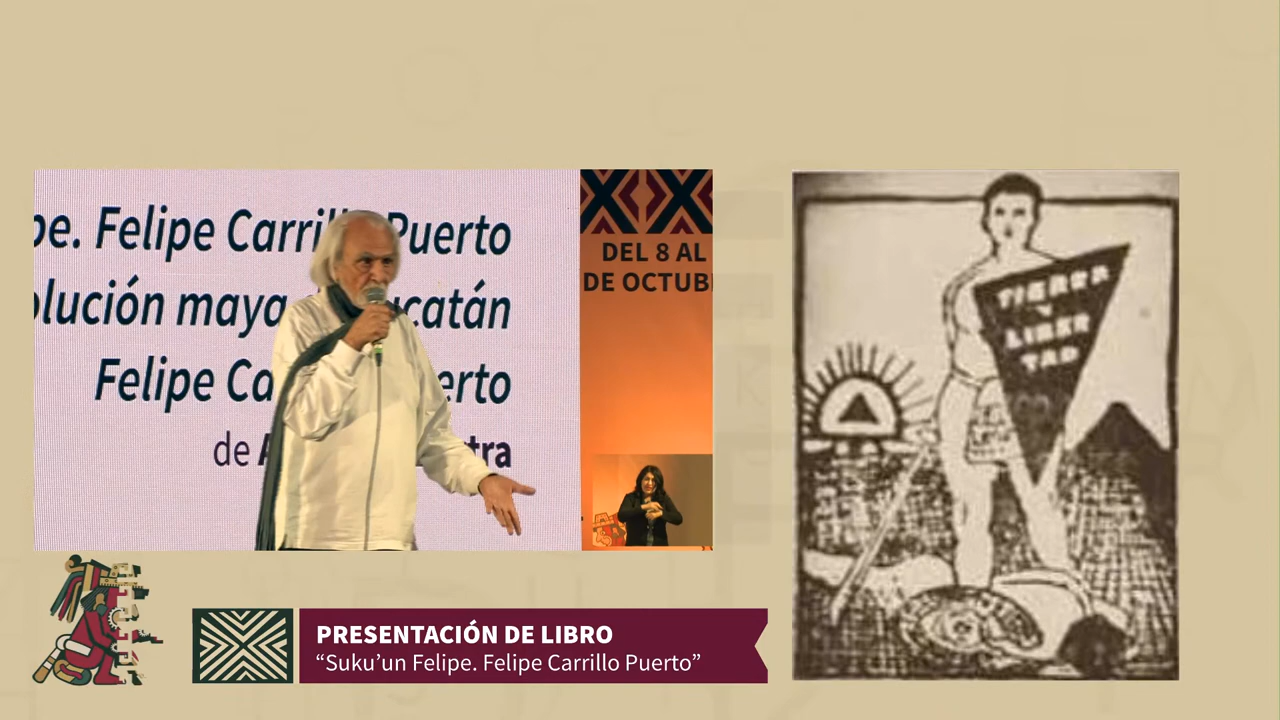 pe. Felipe Carrillo Puerto
olución maya ucatán
Felipe Ca erto
de A tra
DEL 8 AL
DE OCTUB
TIERRA
Y
LIBER
TAD
PRESENTACIÓN DE LIBRO
“Suku’un Felipe. Felipe Carrillo Puerto”